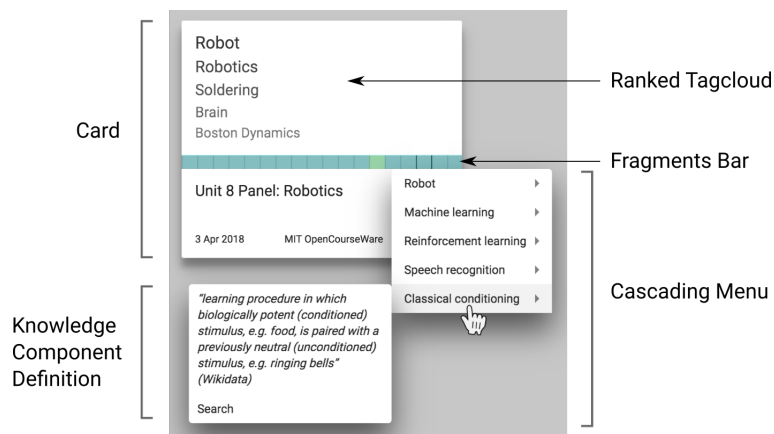 Card
Robot
Robotics
Soldering
Brain
Boston Dynamics
Ranked Tagcloud
Fragments Bar
Unit 8 Panel: Robotics
3 Apr 2018
MIT OpenCourseWare
Robot
Machine learning
Reinforcement learning
Speech recognition
Classical conditioning
Cascading Menu
Knowledge
Component
Definition
"learning procedure in which
biologically potent (conditioned)
stimulus, e.g. food, is paired with a
previously neutral (unconditioned)
stimulus, e.g. ringing bells"
(Wikidata)
Search